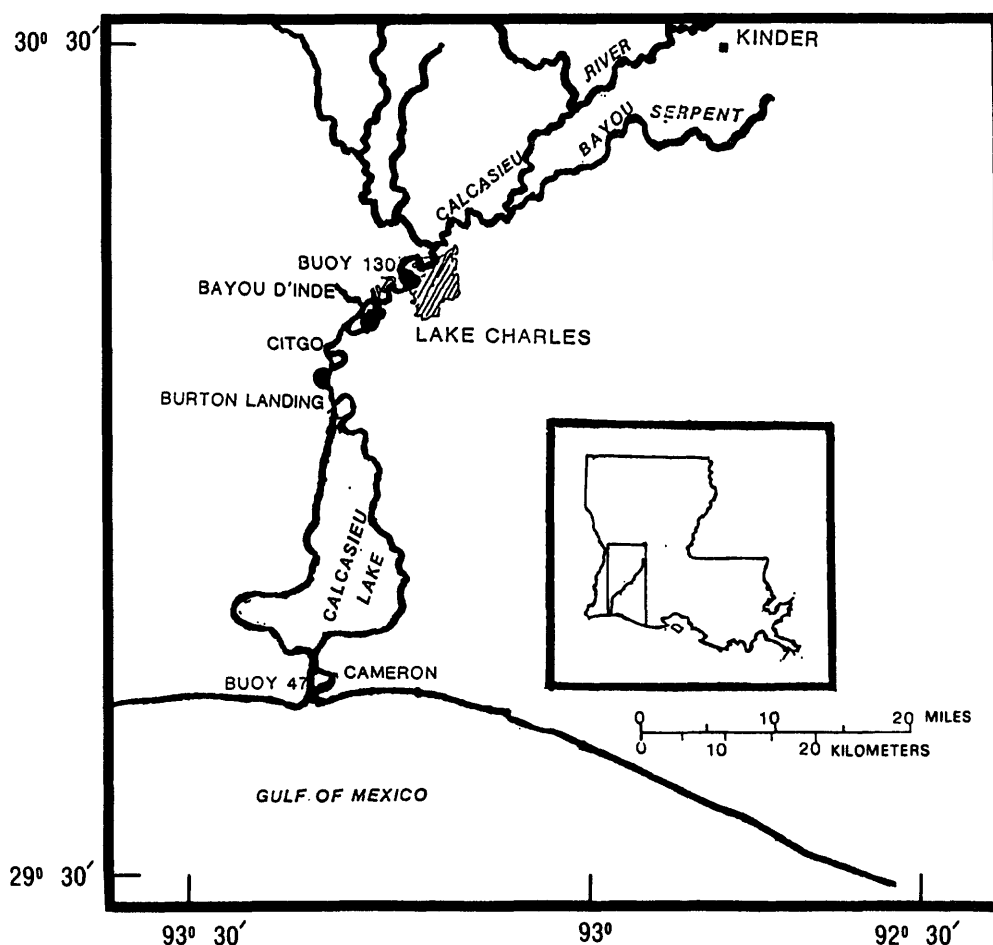 30° 30′
KINDER
RIVER
SERPENT
BAYOU
CALCASIEU
BUOY 130
BAYOU D'INDE
LAKE CHARLES
CITGO
BURTON LANDING
CALCASIEU
LAKE
CAMERON
BUOY 47
0 10 20 MILES
0 10 20 KILOMETERS
GULF OF MEXICO
29° 30′
93° 30′ 93° 92° 30′